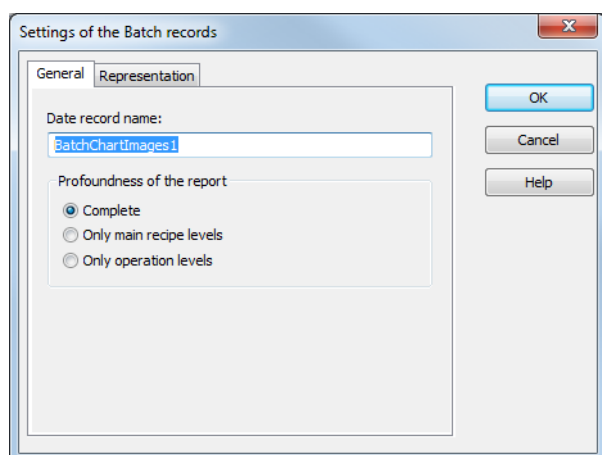 Settings of the Batch records
General Representation
Date record name:
BatchChartImages1
Profoundness of the report
Complete
Only main recipe levels
Only operation levels
OK
Cancel
Help